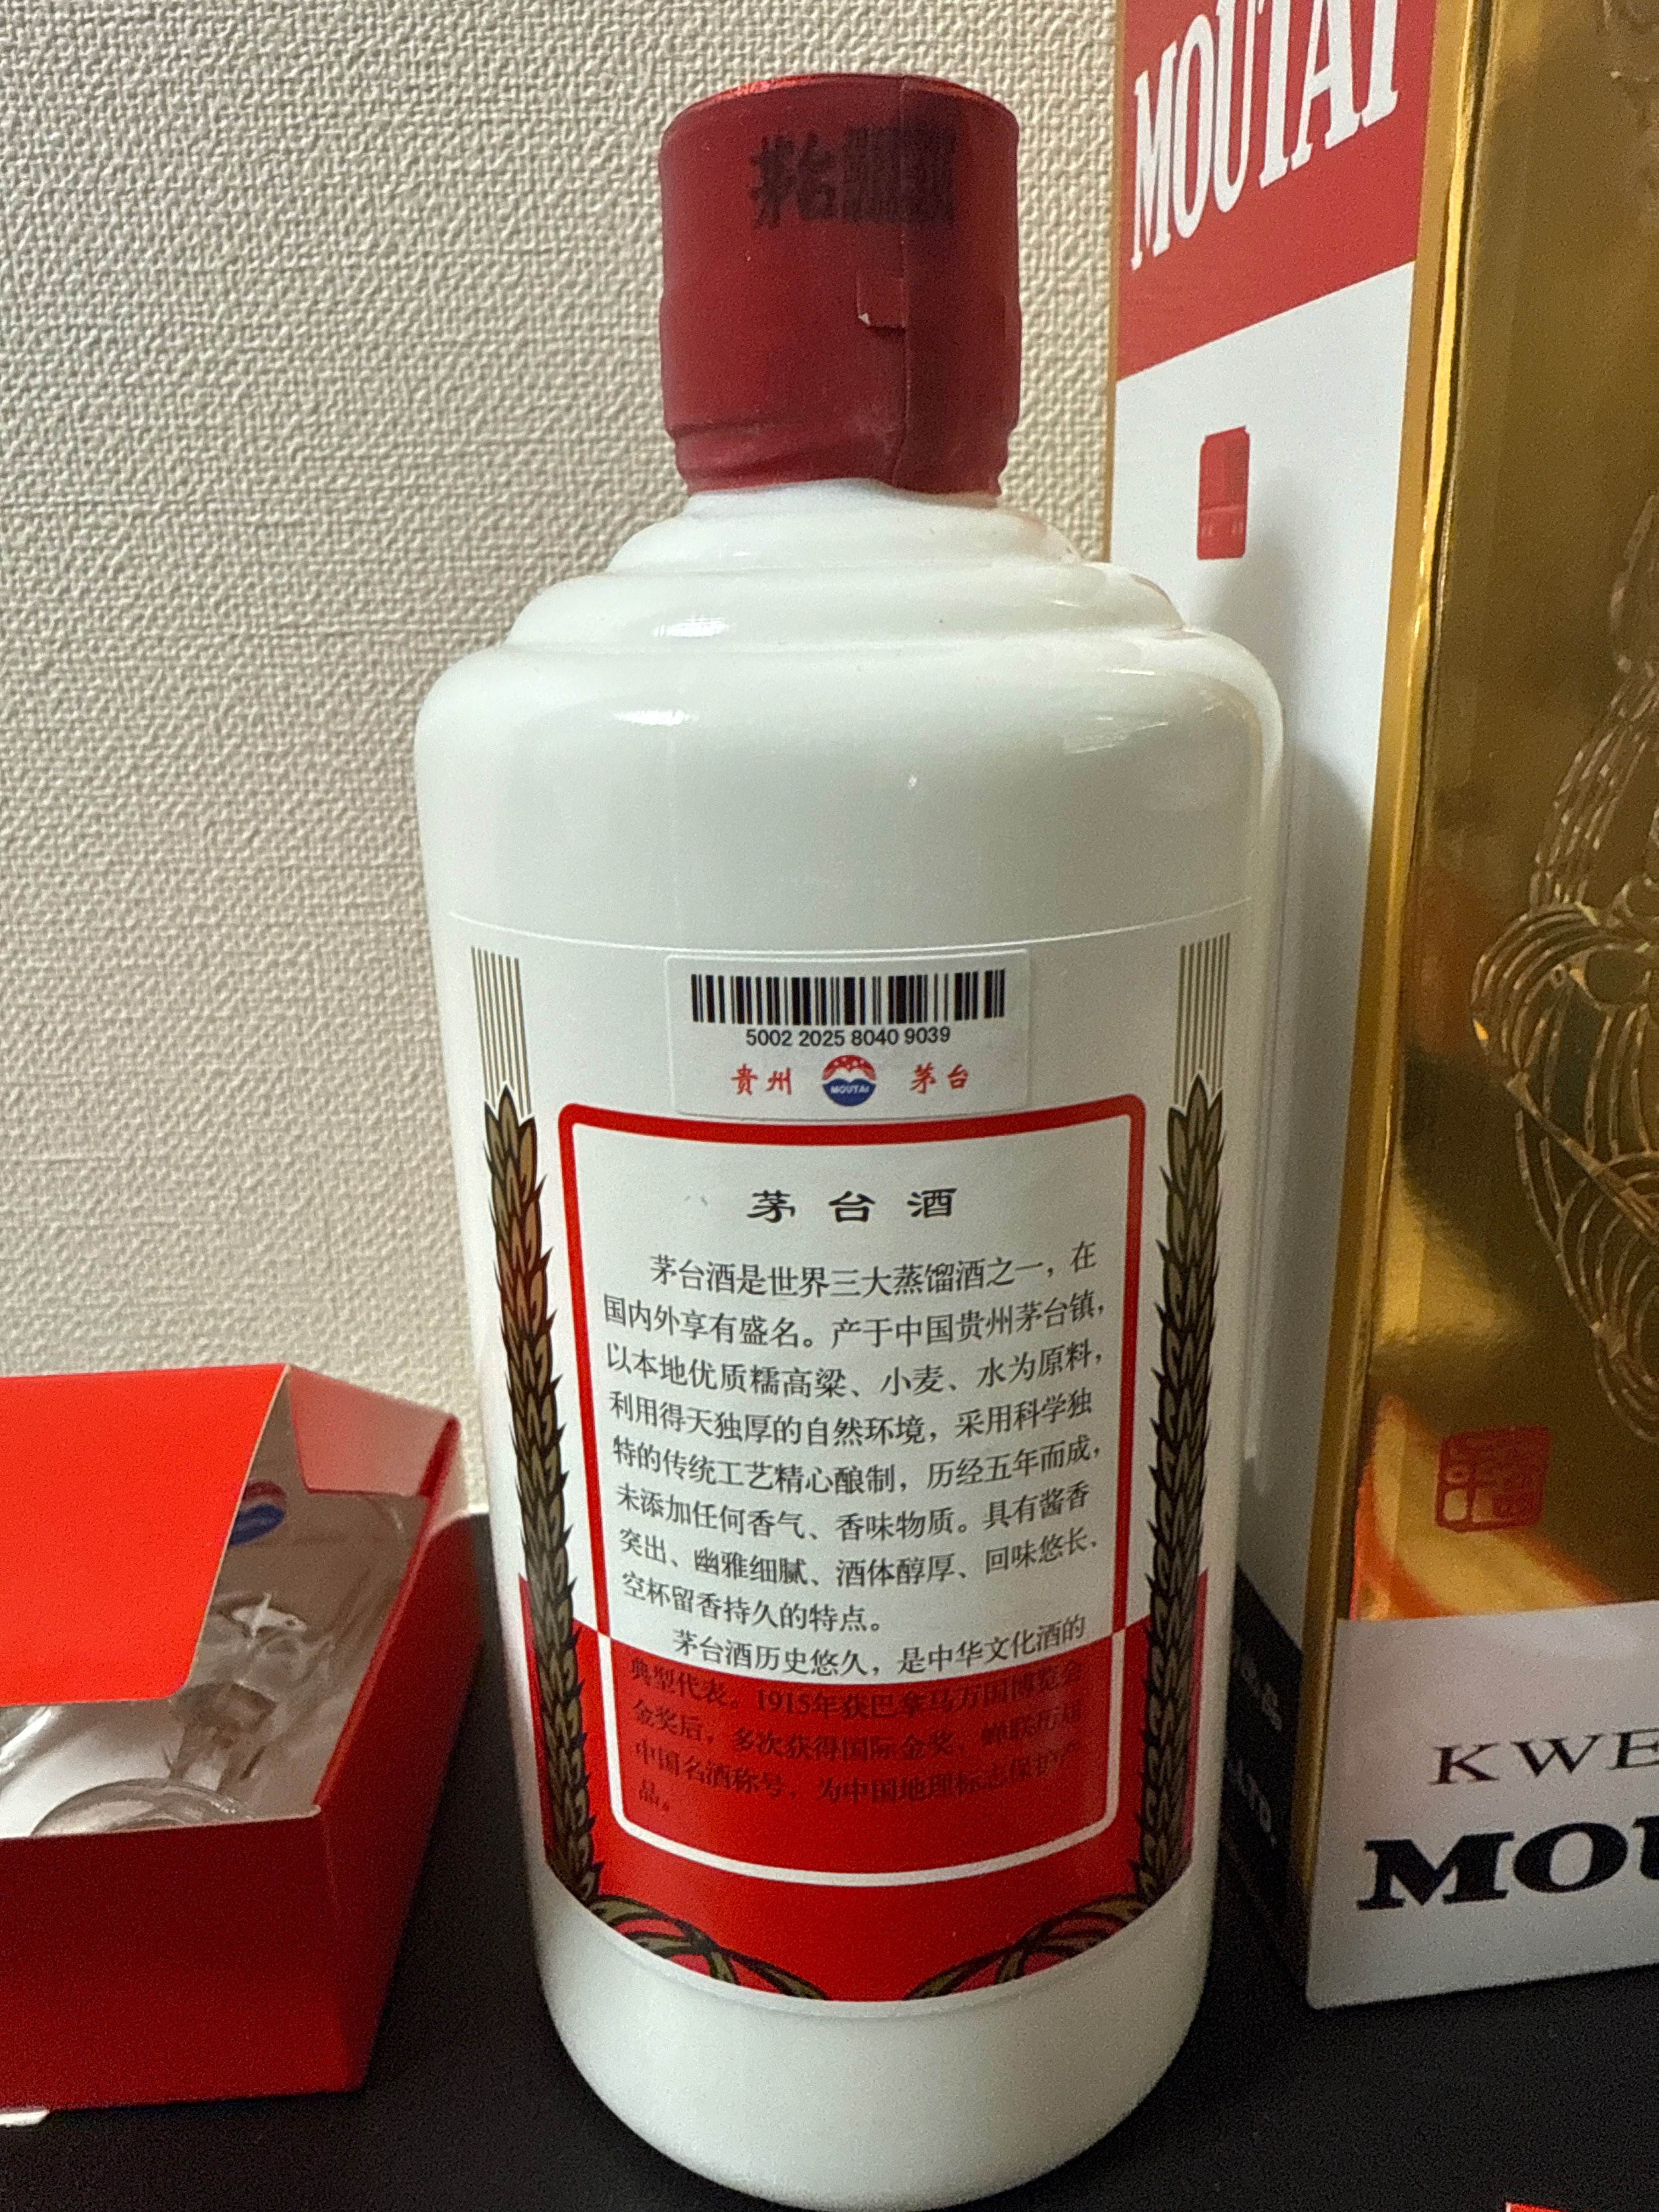 MOUTAI
茅台
5002 2025 8040 9039
贵州 MOUTAI 茅台
茅台酒
茅台酒是世界三大蒸馏酒之一，在
国内外享有盛名。产于中国贵州茅台镇，
以本地优质糯高粱、小麦、水为原料，
利用得天独厚的自然环境，采用科学独
特的传统工艺精心酿制，历经五年而成，
未添加任何香气、香味物质。具有酱香
突出、幽雅细腻、酒体醇厚、回味悠长、
空杯留香持久的特点。
茅台酒历史悠久，是中华文化酒的
典型代表。1915年获巴拿马万国博览会
金奖后，多次获得国际金奖，蝉联历届
中国名酒称号，为中国地理标志保护产
品。
KWE
MOU